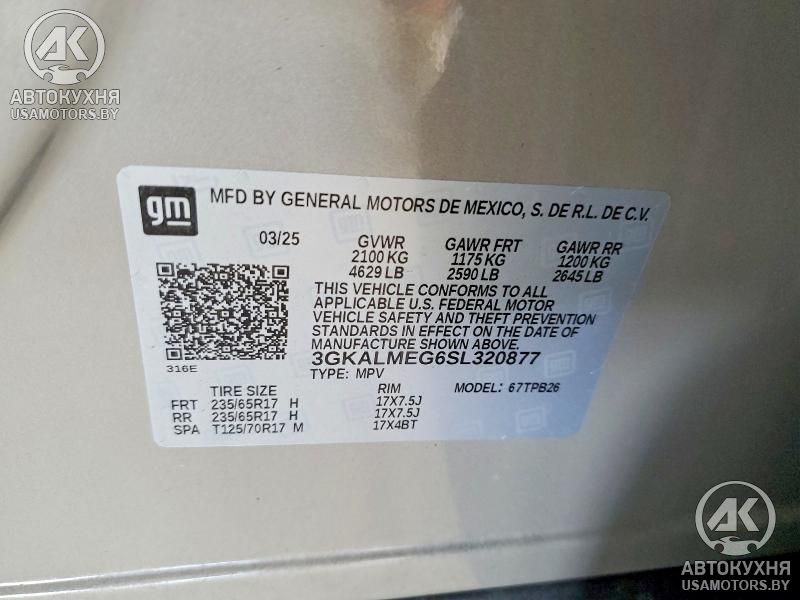 AK
АВТОКУХНЯ
USAMOTORS.BY
gm
MFD BY GENERAL MOTORS DE MEXICO, S. DE R.L. DE C.V.
03/25 GVWR GAWR FRT GAWR RR
2100 KG 1175 KG 1200 KG
4629 LB 2590 LB 2645 LB
THIS VEHICLE CONFORMS TO ALL
APPLICABLE U.S. FEDERAL MOTOR
VEHICLE SAFETY AND THEFT PREVENTION
STANDARDS IN EFFECT ON THE DATE OF
MANUFACTURE SHOWN ABOVE.
3GKALMEG6SL320877
316E TYPE: MPV
TIRE SIZE RIM MODEL: 67TPB26
FRT 235/65R17 H 17X7.5J
RR 235/65R17 H 17X7.5J
SPA T125/70R17 M 17X4BT
AK
АВТОКУХНЯ
USAMOTORS.BY